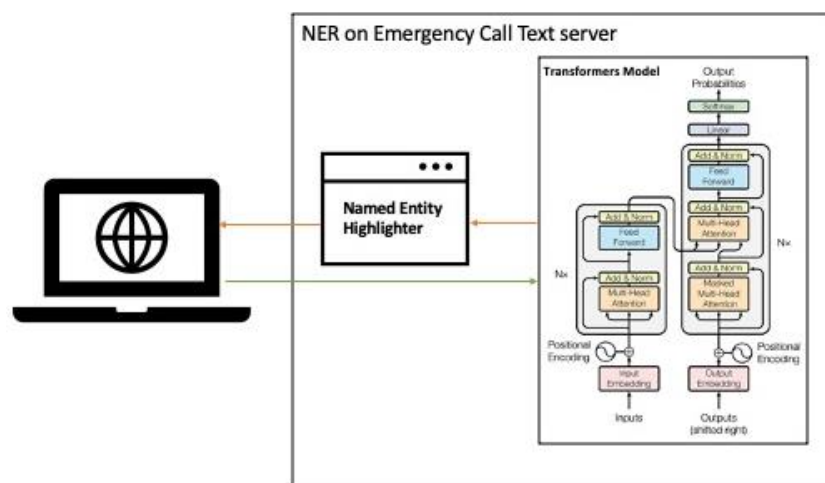 NER on Emergency Call Text server
Transformers Model
Output
Probabilities
Softmax
Linear
Add & Norm
Feed
Forward
Add & Norm
Multi-Head
Attention
Add & Norm
Masked
Multi-Head
Attention
Nx
Add & Norm
Feed
Forward
Add & Norm
Multi-Head
Attention
Nx
Named Entity
Highlighter
Positional
Encoding
Positional
Encoding
Input
Embedding
Output
Embedding
Inputs
Outputs
(shifted right)